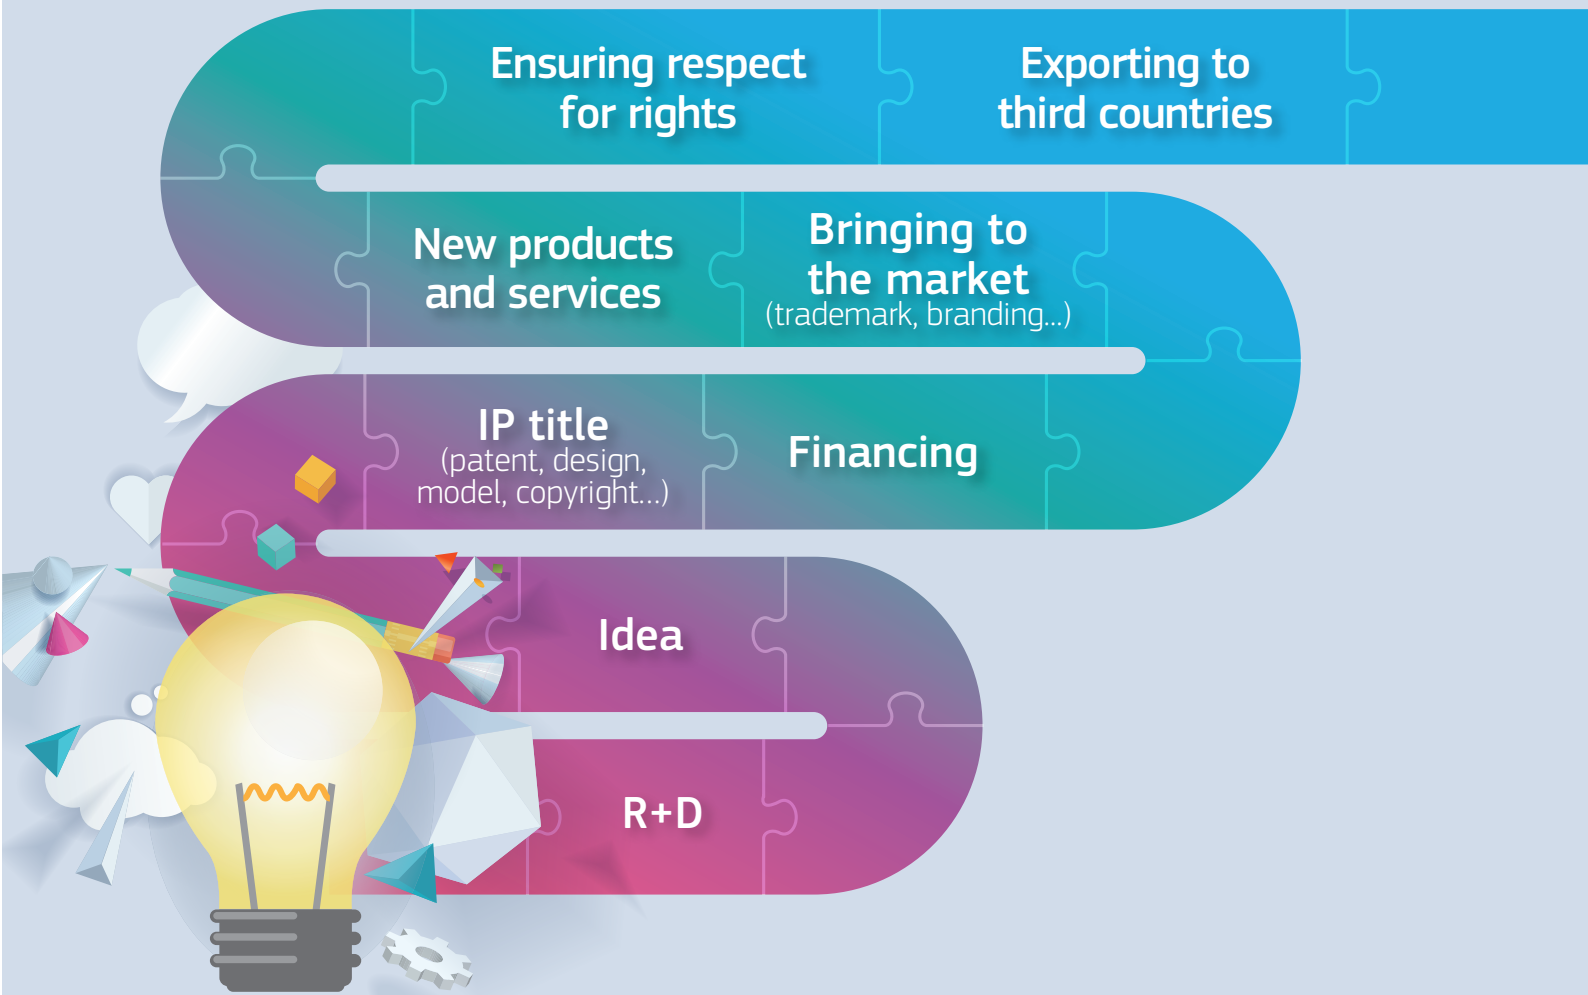 Ensuring respect
for rights
Exporting to
third countries
New products
and services
Bringing to
the market
(trademark, branding...)
IP title
(patent, design,
model, copyright...)
Financing
Idea
R+D